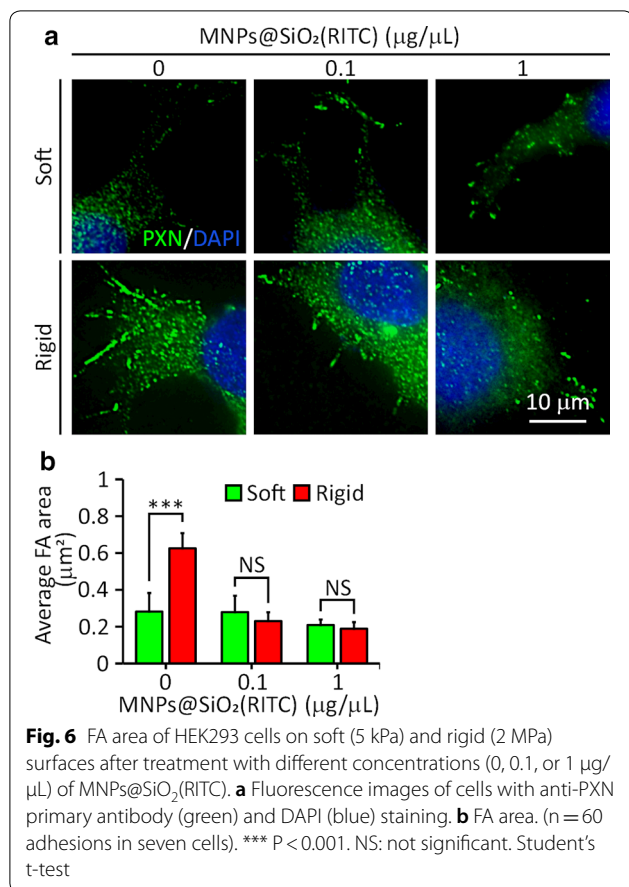 a
MNPs@SiO₂(RITC) (µg/µL)
0 0.1 1
Soft
PXN/DAPI
Rigid
10 µm
b
Average FA area
(µm²)
1
0.8
0.6
0.4
0.2
0
*** 
Soft Rigid
NS
NS
0 0.1 1
MNPs@SiO₂(RITC) (µg/µL)
Fig. 6 FA area of HEK293 cells on soft (5 kPa) and rigid (2 MPa)
surfaces after treatment with different concentrations (0, 0.1, or 1 µg/
µL) of MNPs@SiO₂(RITC). a Fluorescence images of cells with anti-PXN
primary antibody (green) and DAPI (blue) staining. b FA area. (n = 60
adhesions in seven cells). *** P < 0.001. NS: not significant. Student's
t-test